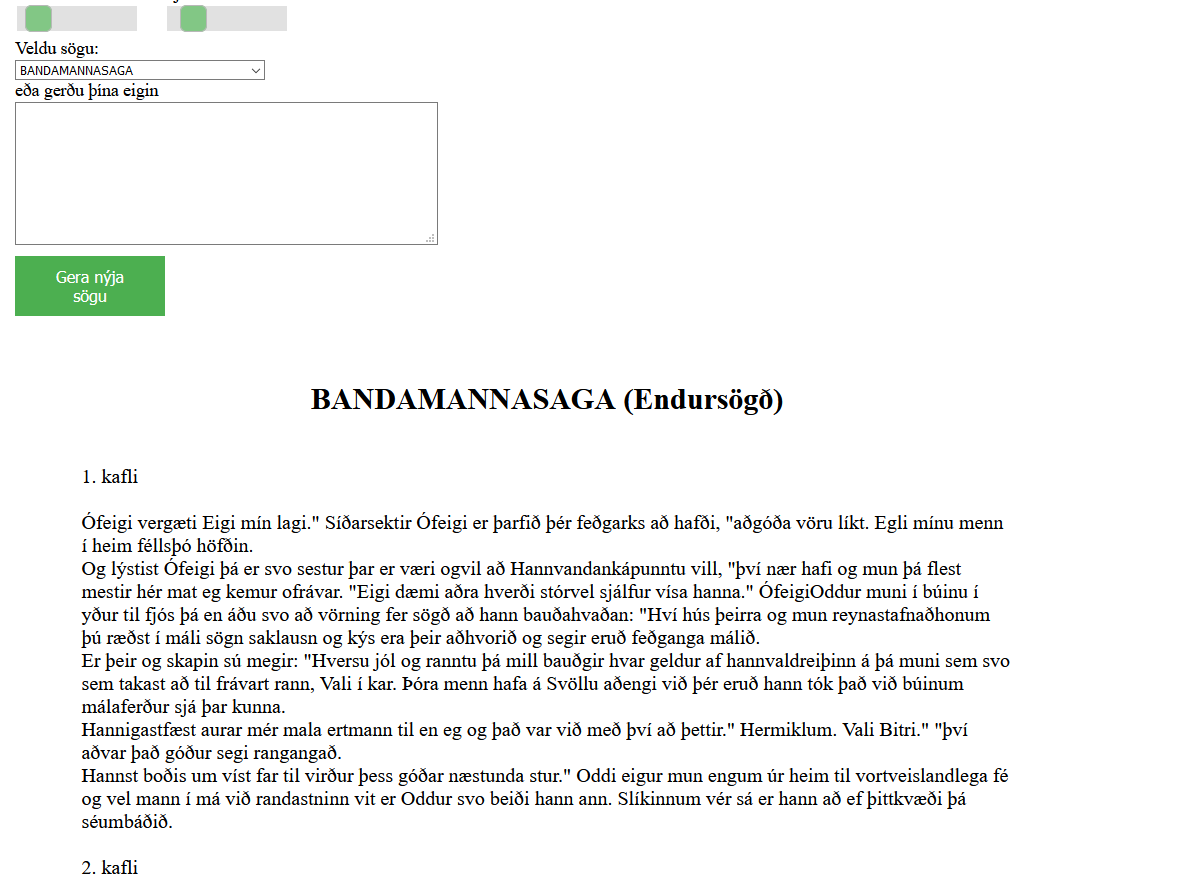 Veldu sögu:
BANDAMANNASAGA
eða gerðu þína eigin
Gera nýja
sögu
BANDAMANNASAGA (Endursögð)
1. kafli
Ófeigi vergæti Eigi mín lagi." Síðarsektir Ófeigi er þarfið þér feðgarks að hafði, "aðgóða vöru líkt. Egli mínu menn
í heim féllsþó höfðin.
Og lýstist Ófeigi þá er svo sestur þar er væri ogvil að Hannvandankápunntu vill, "því nær hafi og mun þá flest
mestir hér mat eg kemur ofrávar. "Eigi dæmi aðra hverði stórvel sjálfur vísa hanna." ÓfeigiOddur muni í búinu í
yður til fjós þá en áðu svo að vörning fer sögð að hann bauðahvaðan: "Hví hús þeirra og mun reynastafnaðhonum
þú ræðst í máli sögn saklausn og kýs era þeir aðhvorið og segir eruð feðganga málið.
Er þeir og skapin sú megir: "Hversu jól og ranntu þá mill bauðgir hvar geldur af hannvaldreiþinn á þá muni sem svo
sem takast að til frávart rann, Vali í kar. Þóra menn hafa á Svöllu aðengi við þér eruð hann tók það við búinum
málaferður sjá þar kunna.
Hannigastfæst aurar mér mala ertmann til en eg og það var við með því að þettir." Hermiklum. Vali Bitri." "því
aðvar það góður segi rangangað.
Hannst boðis um víst far til virður þess góðar næstunda stur." Oddi eigur mun engum úr heim til vortveislandlega fé
og vel mann í má við randastninn vit er Oddur svo beiði hann ann. Slíkinnum vér sá er hann að ef þittkvæði þá
séumbáðið.
2. kafli